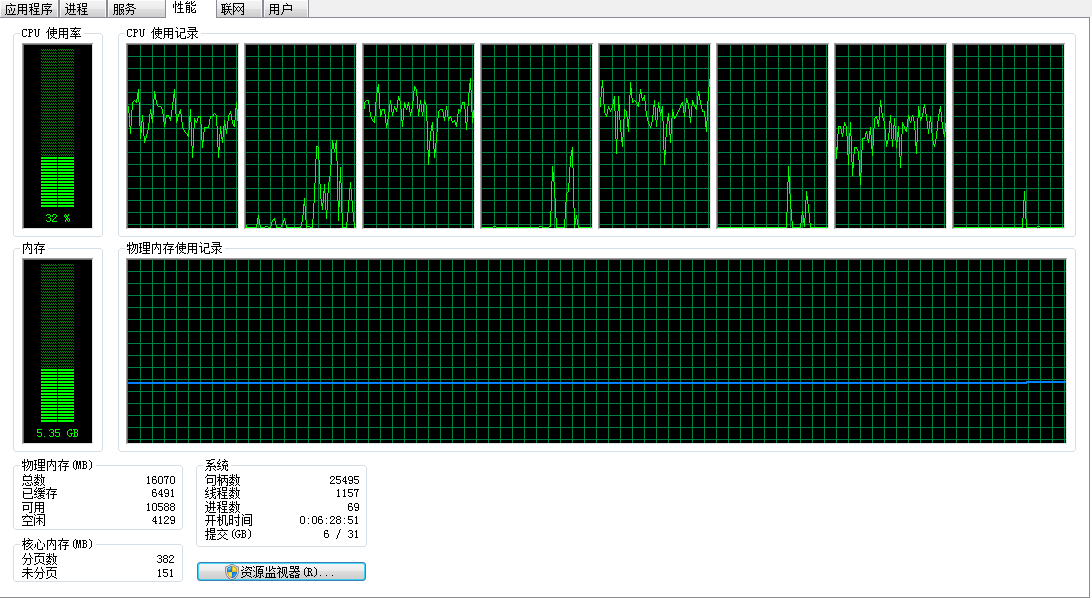 应用程序 进程 服务 性能 联网 用户
CPU 使用率 CPU 使用记录
32 %
内存 物理内存使用记录
5.35 GB
物理内存(MB) 系统
总数 16070 句柄数 25495
已缓存 6491 线程数 1157
可用 10588 进程数 69
空闲 4129 开机时间 0:06:28:51
提交(GB) 6 / 31
核心内存(MB)
分页数 382
未分页 151
资源监视器(R)...